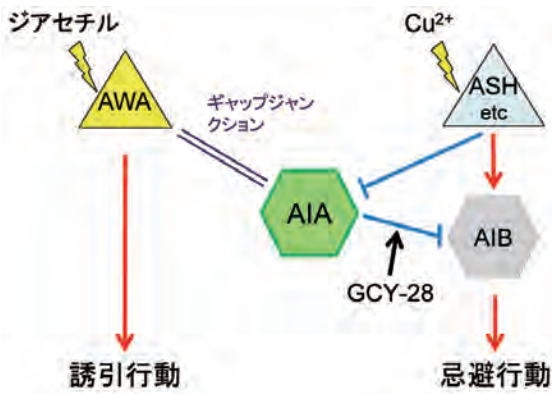 ジアセチル
Cu²⁺
AWA
ASH
etc
ギャップジャン
クション
AIA
AIB
GCY-28
誘引行動
忌避行動